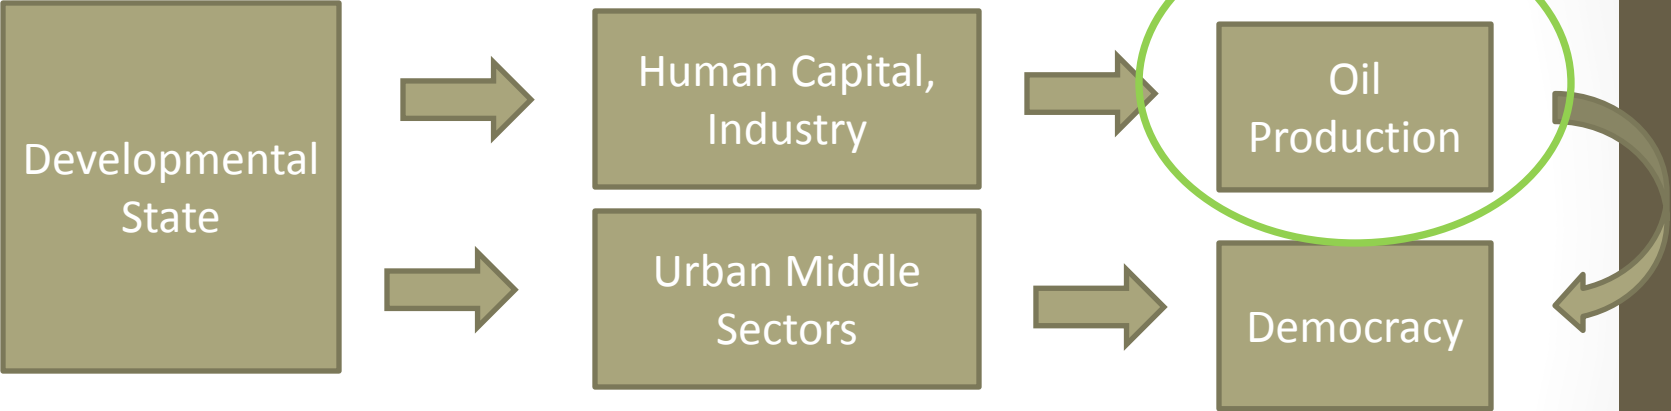 Developmental
State
Human Capital,
Industry
Oil
Production
Urban Middle
Sectors
Democracy